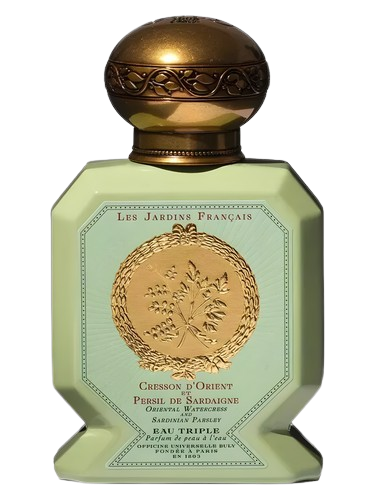 LES JARDINS FRANÇAIS
CRESSON D'ORIENT
ET
PERSIL DE SARDAIGNE
ORIENTAL WATERCRESS
AND
SARDINIAN PARSLEY
EAU TRIPLE
Parfum de peau à l'eau
OFFICINE UNIVERSELLE BULY
FONDÉE À PARIS
EN 1803